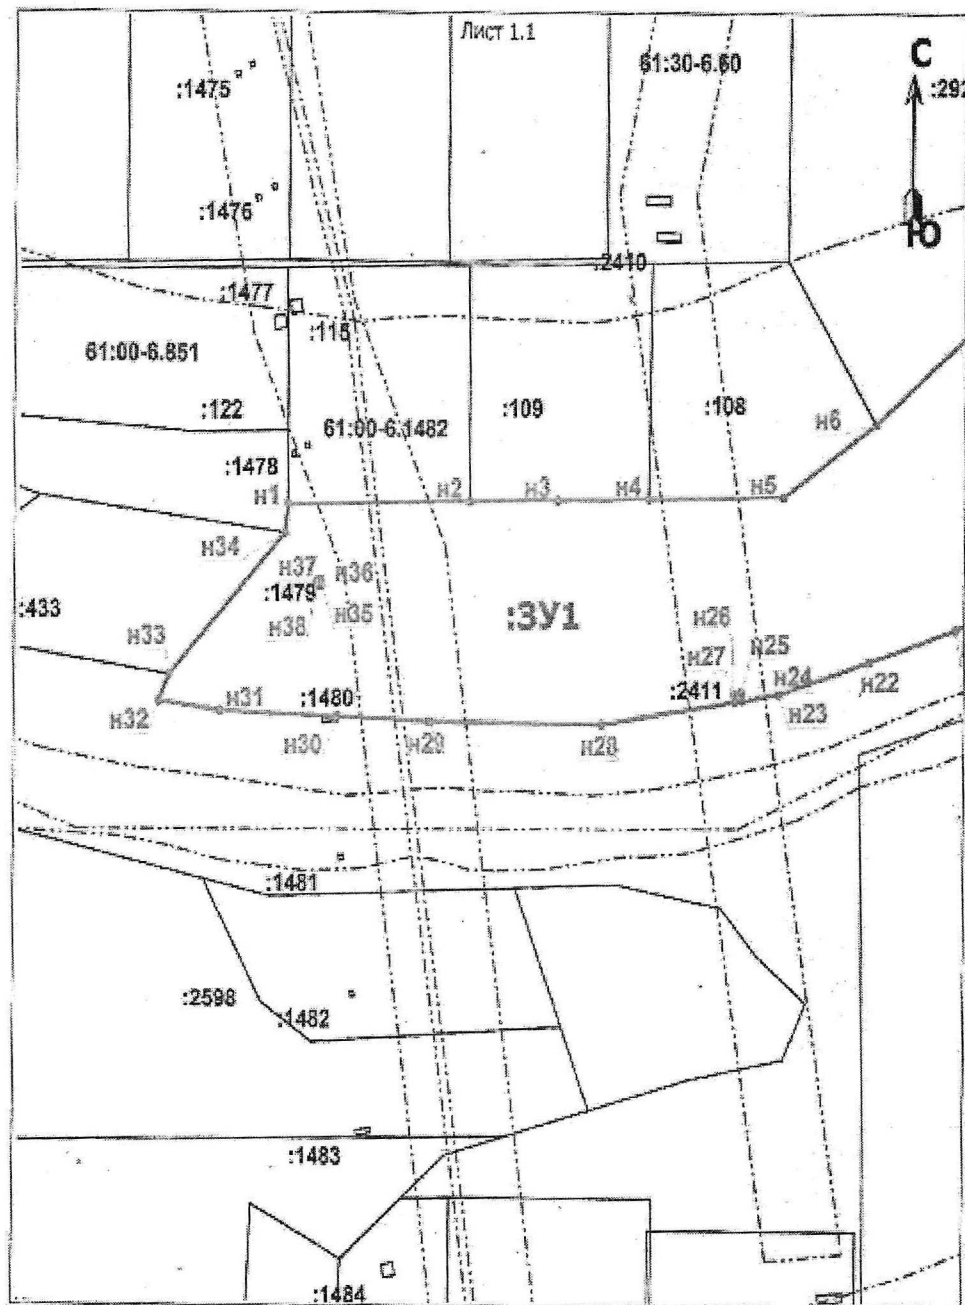 Лист 1.1
С
61:30-6.60
:1475
:292
:1476
Ю
:2410
:1477
:115
61:00-6.851
:122
:109
:108
61:00-6.1482
н6
:1478
н1
н2
н3
н4
н5
н34
н37
н36
:1479
:433
н35
:ЗУ1
н38
н33
н26
н25
н27
н24
н22
:2411
н31
:1480
н32
н23
н30
н29
н28
:1481
:2598
:1482
:1483
:1484